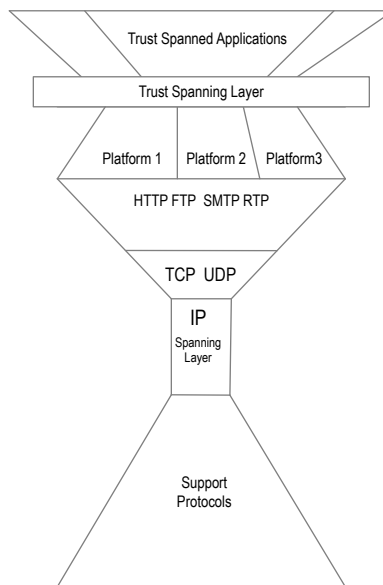 Trust Spanned Applications
Trust Spanning Layer
Platform 1 Platform 2 Platform3
HTTP FTP SMTP RTP
TCP UDP
IP
Spanning
Layer
Support
Protocols